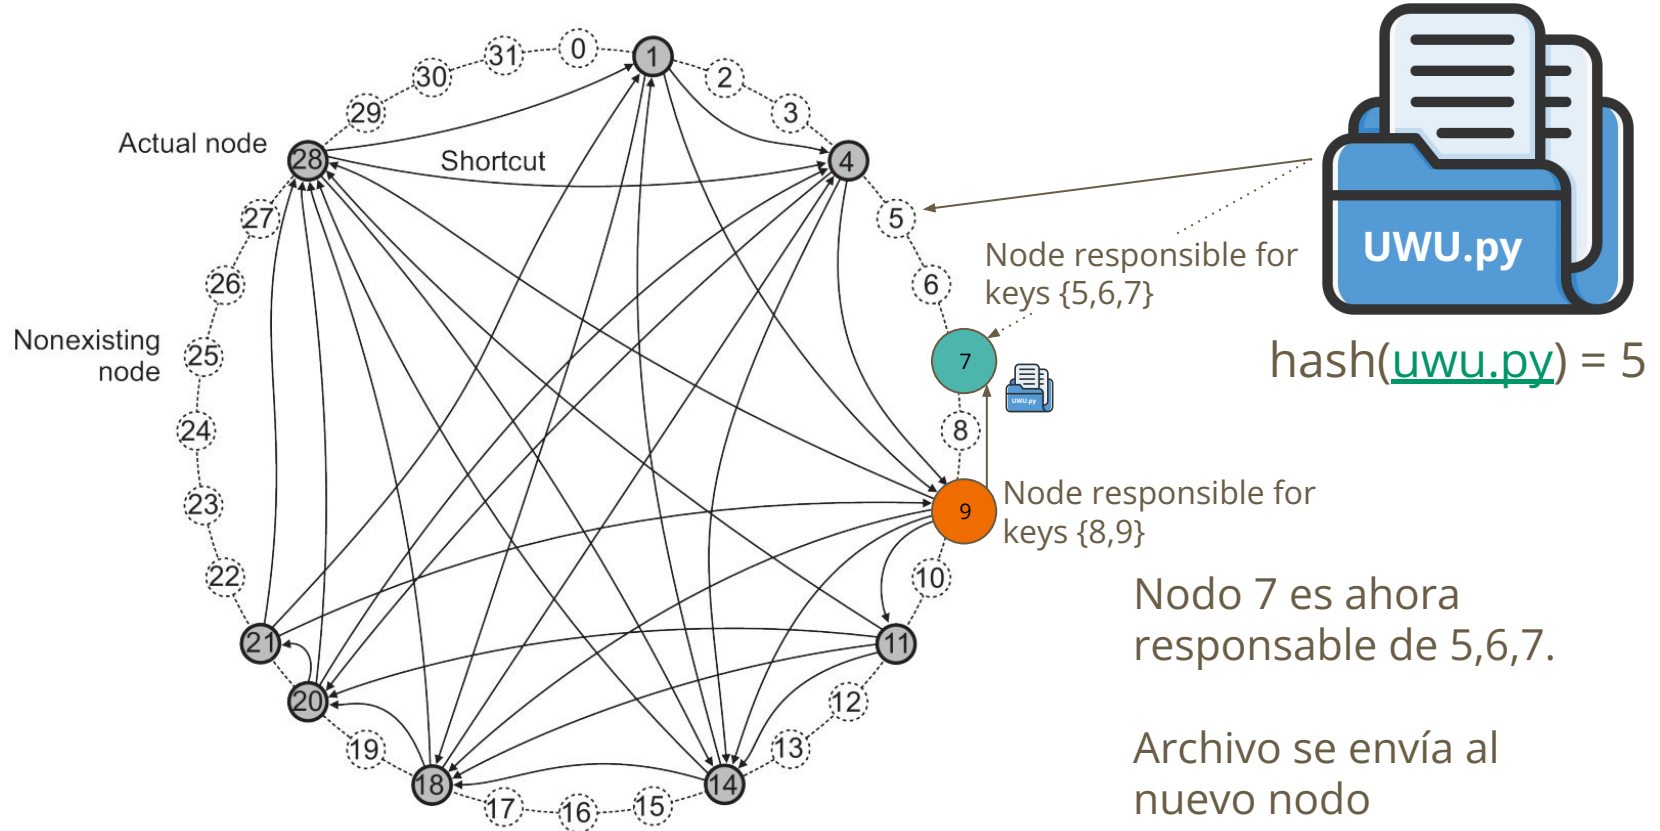 0
1
2
3
4
5
6
7
8
9
10
11
12
13
14
15
16
17
18
19
20
21
22
23
24
25
26
27
28
29
30
31
Actual node
Shortcut
Nonexisting
node
Node responsible for
keys {5,6,7}
Node responsible for
keys {8,9}
UWU.py
UWU.py
hash(uwu.py) = 5
Nodo 7 es ahora
responsable de 5,6,7.
Archivo se envía al
nuevo nodo